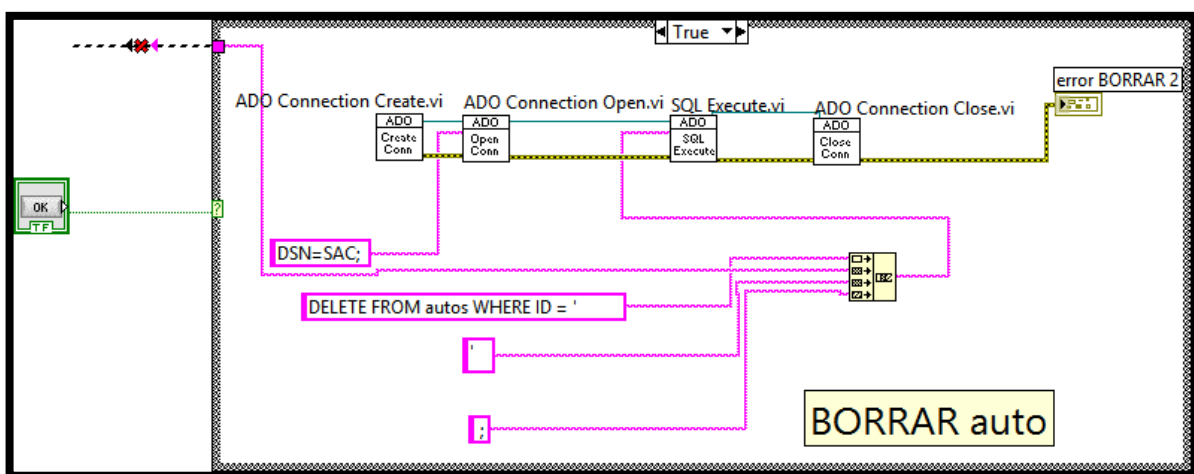 True
error BORRAR 2
ADO Connection Create.vi
ADO Connection Open.vi
SQL Execute.vi
ADO Connection Close.vi
ADO
Create
Conn
ADO
Open
Conn
ADO
SQL
Execute
ADO
Close
Conn
OK
TF
?
DSN=SAC;
DELETE FROM autos WHERE ID = '
'
;
BORRAR auto